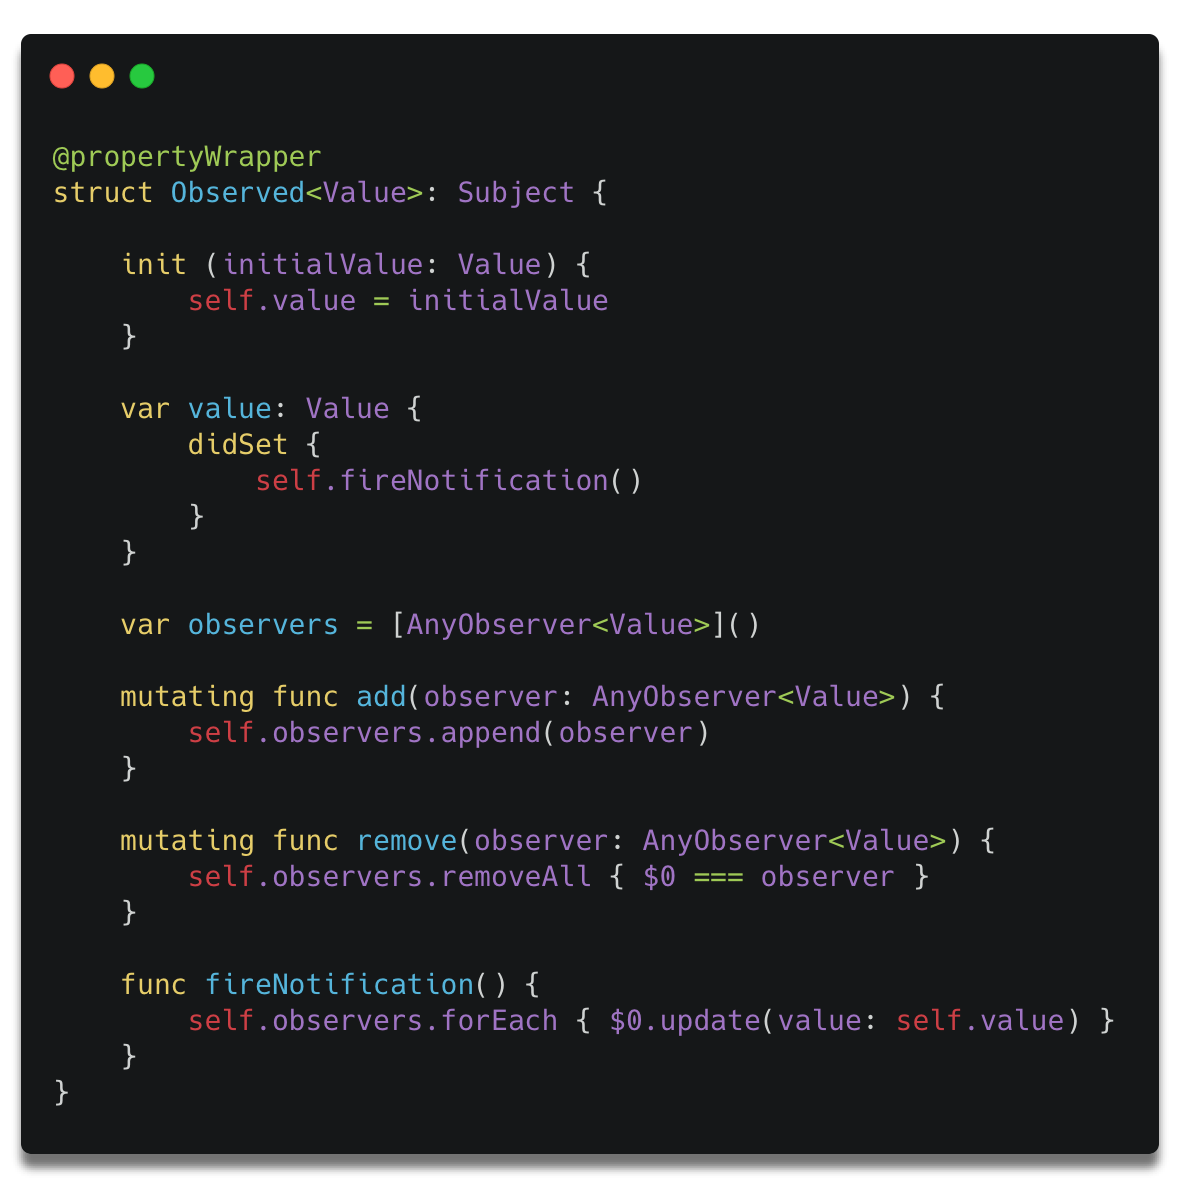 @propertyWrapper
struct Observed<Value>: Subject {
    init (initialValue: Value) {
        self.value = initialValue
    }
    var value: Value {
        didSet {
            self.fireNotification()
        }
    }
    var observers = [AnyObserver<Value>]()
    mutating func add(observer: AnyObserver<Value>) {
        self.observers.append(observer)
    }
    mutating func remove(observer: AnyObserver<Value>) {
        self.observers.removeAll { $0 === observer }
    }
    func fireNotification() {
        self.observers.forEach { $0.update(value: self.value) }
    }
}